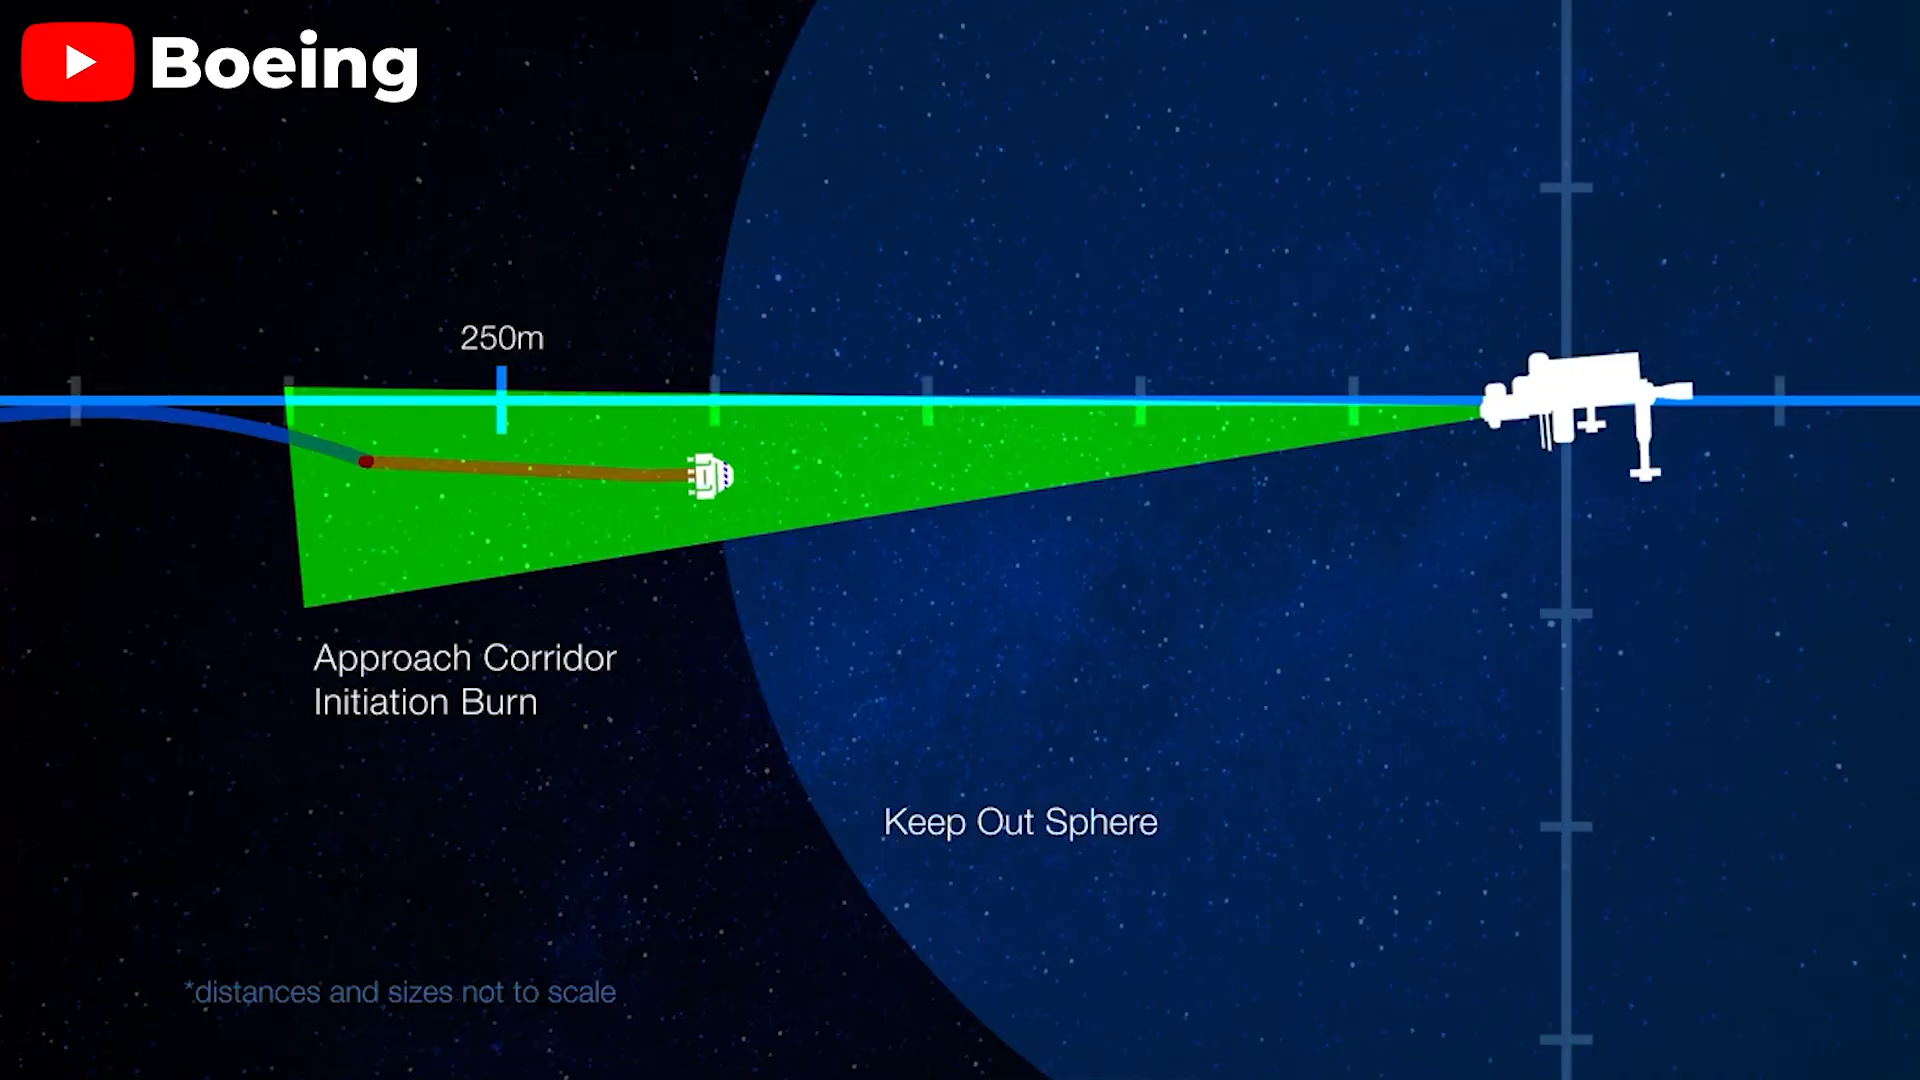 Boeing
250m
Approach Corridor
Initiation Burn
Keep Out Sphere
*distances and sizes not to scale